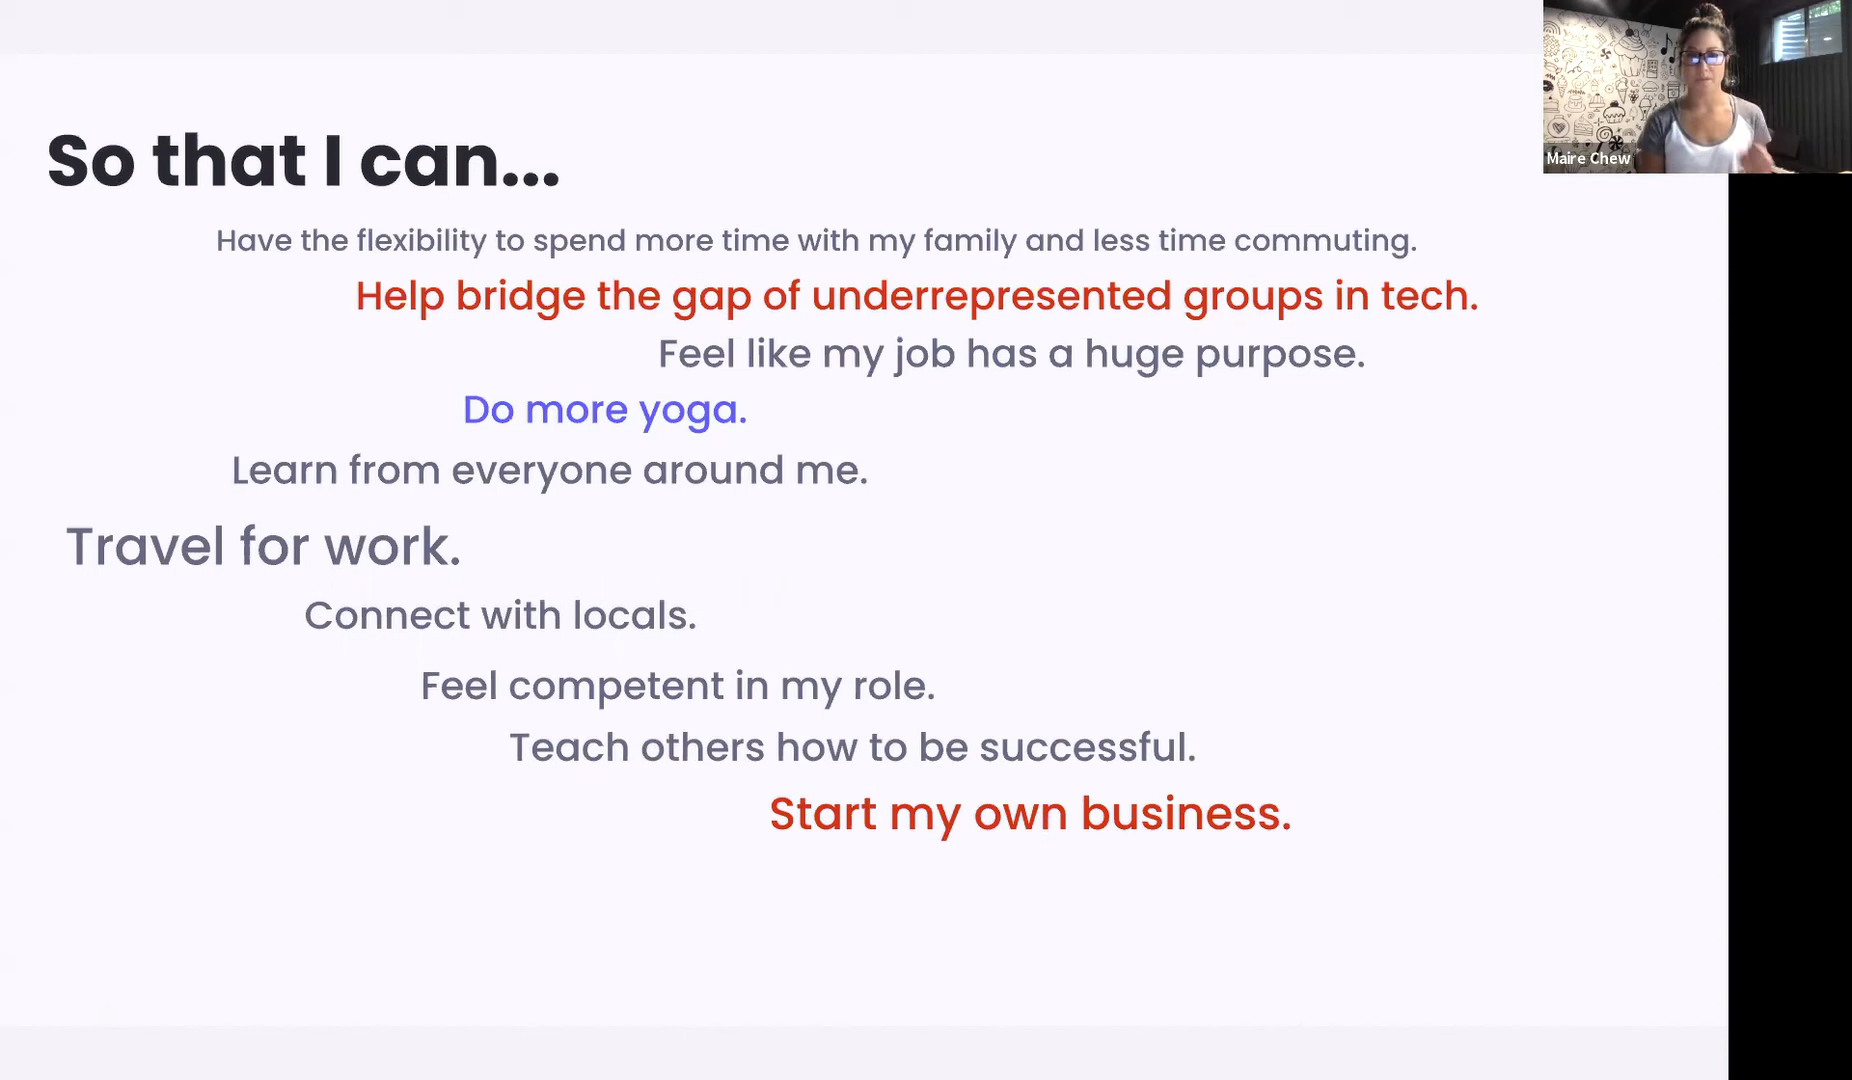 So that I can...
Have the flexibility to spend more time with my family and less time commuting.
Help bridge the gap of underrepresented groups in tech.
Feel like my job has a huge purpose.
Do more yoga.
Learn from everyone around me.
Travel for work.
Connect with locals.
Feel competent in my role.
Teach others how to be successful.
Start my own business.
Maire Chew